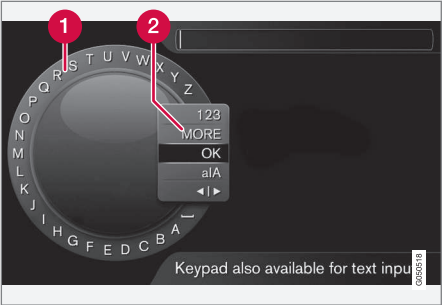 1
2
A B C D E F G H I J K L M N O P Q R S T U V W X Y Z
123
MORE
OK
a|A
◄|►
Keypad also available for text inpu
G050518